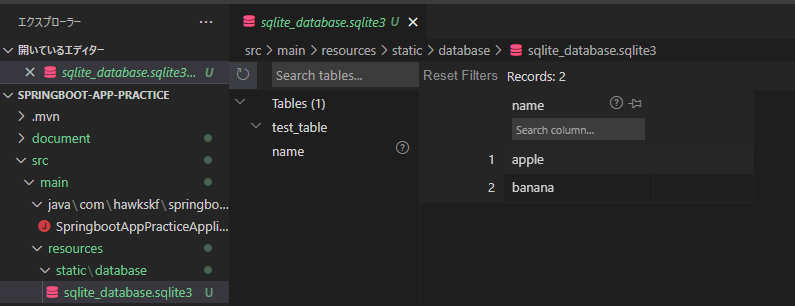 エクスプローラー
開いているエディター
sqlite_database.sqlite3... U
SPRINGBOOT-APP-PRACTICE
.mvn
document
src
main
java\com\hawkskf\springbo...
SpringbootAppPracticeAppli...
resources
static\database
sqlite_database.sqlite3 U
sqlite_database.sqlite3 U
src > main > resources > static > database > sqlite_database.sqlite3
Search tables...
Tables (1)
test_table
name
Reset Filters Records: 2
name
Search column...
1 apple
2 banana